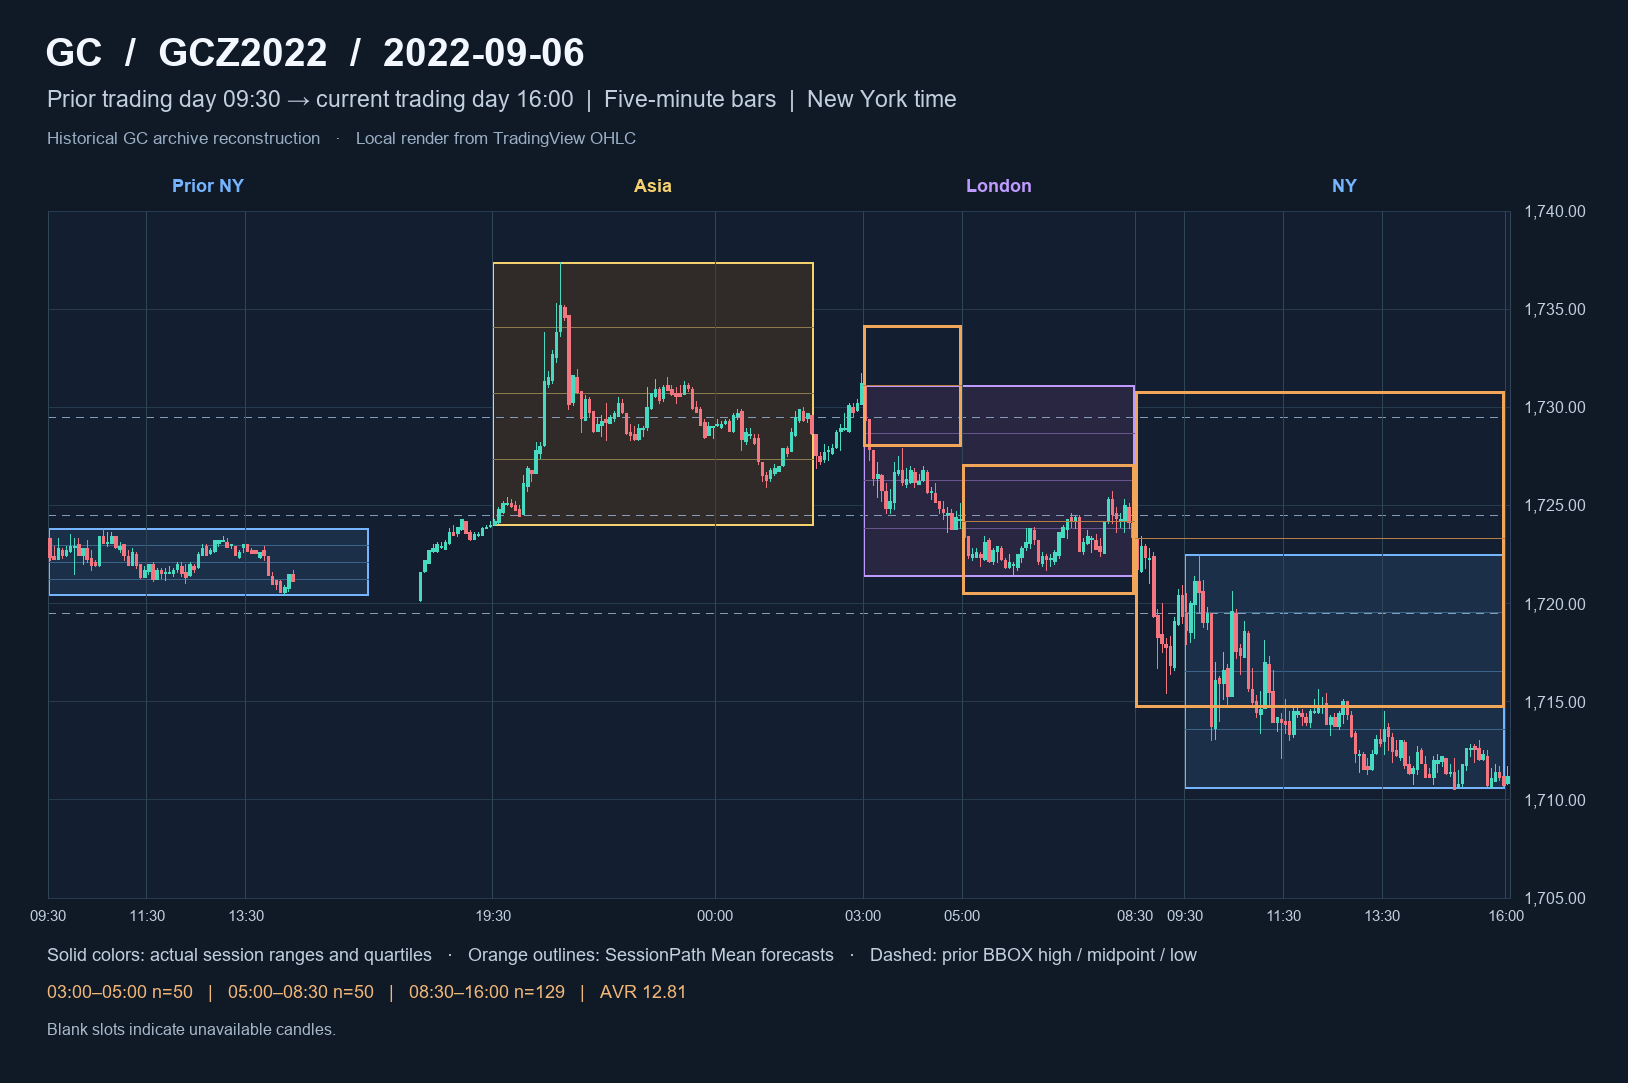 GC / GCZ2022 / 2022-09-06
Prior trading day 09:30 → current trading day 16:00 | Five-minute bars | New York time
Historical GC archive reconstruction · Local render from TradingView OHLC
Prior NY Asia London NY
1,740.00
1,735.00
1,730.00
1,725.00
1,720.00
1,715.00
1,710.00
1,705.00
09:30 11:30 13:30 19:30 00:00 03:00 05:00 08:30 09:30 11:30 13:30 16:00
Solid colors: actual session ranges and quartiles · Orange outlines: SessionPath Mean forecasts · Dashed: prior BBOX high / midpoint / low
03:00–05:00 n=50 | 05:00–08:30 n=50 | 08:30–16:00 n=129 | AVR 12.81
Blank slots indicate unavailable candles.